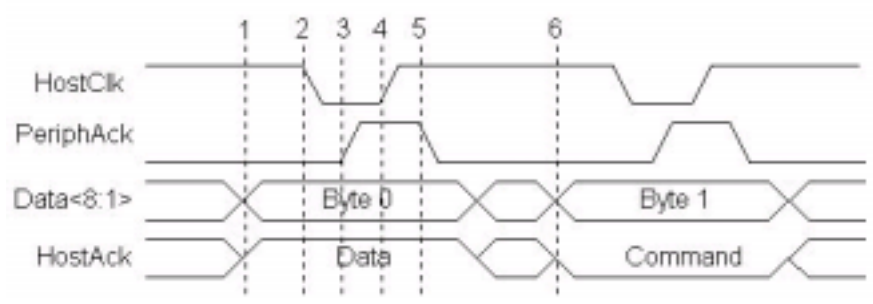 1 2 3 4 5 6
HostClk
PeriphAck
Data<8:1> Byte 0 Byte 1
HostAck Data Command